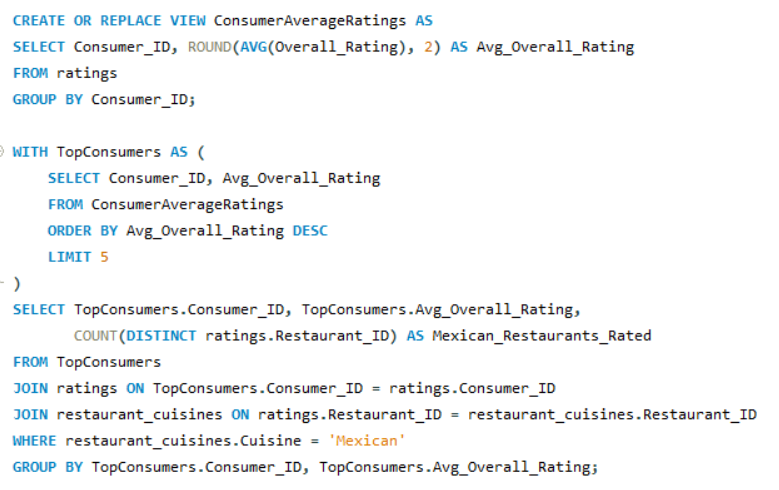 CREATE OR REPLACE VIEW ConsumerAverageRatings AS
SELECT Consumer_ID, ROUND(AVG(Overall_Rating), 2) AS Avg_Overall_Rating
FROM ratings
GROUP BY Consumer_ID;
WITH TopConsumers AS (
SELECT Consumer_ID, Avg_Overall_Rating
FROM ConsumerAverageRatings
ORDER BY Avg_Overall_Rating DESC
LIMIT 5
)
SELECT TopConsumers.Consumer_ID, TopConsumers.Avg_Overall_Rating,
COUNT(DISTINCT ratings.Restaurant_ID) AS Mexican_Restaurants_Rated
FROM TopConsumers
JOIN ratings ON TopConsumers.Consumer_ID = ratings.Consumer_ID
JOIN restaurant_cuisines ON ratings.Restaurant_ID = restaurant_cuisines.Restaurant_ID
WHERE restaurant_cuisines.Cuisine = 'Mexican'
GROUP BY TopConsumers.Consumer_ID, TopConsumers.Avg_Overall_Rating;